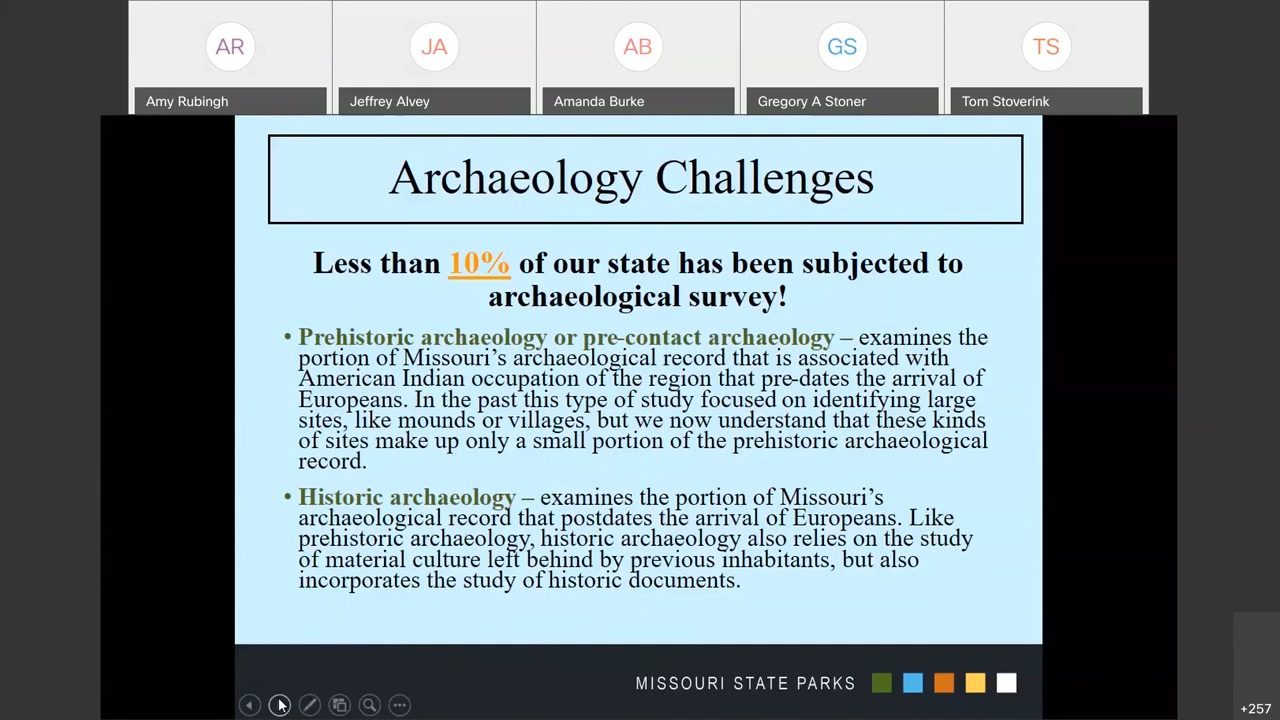 AR
JA
AB
GS
TS
Amy Rubingh
Jeffrey Alvey
Amanda Burke
Gregory A Stoner
Tom Stoverink
Archaeology Challenges
Less than 10% of our state has been subjected to
archaeological survey!
• Prehistoric archaeology or pre-contact archaeology – examines the
portion of Missouri's archaeological record that is associated with
American Indian occupation of the region that pre-dates the arrival of
Europeans. In the past this type of study focused on identifying large
sites, like mounds or villages, but we now understand that these kinds
of sites make up only a small portion of the prehistoric archaeological
record.
• Historic archaeology – examines the portion of Missouri's
archaeological record that postdates the arrival of Europeans. Like
prehistoric archaeology, historic archaeology also relies on the study
of material culture left behind by previous inhabitants, but also
incorporates the study of historic documents.
MISSOURI STATE PARKS
+257